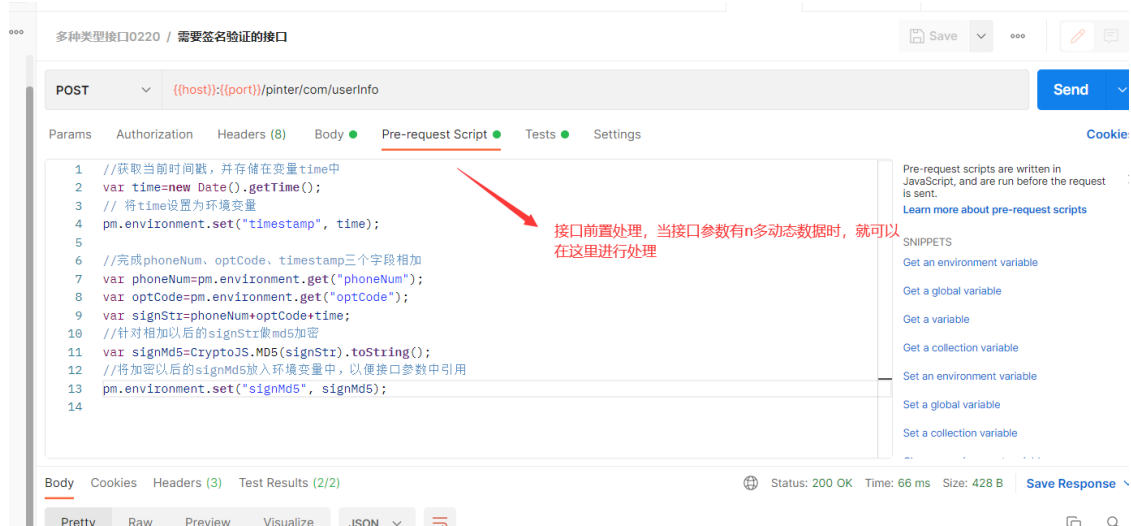 多种类型接口0220 / 需要签名验证的接口
Save
POST
{{host}}:{{port}}/pinter/com/userInfo
Send
Params Authorization Headers (8) Body Pre-request Script Tests Settings
Cookies
1 //获取当前时间戳，并存储在变量time中
2 var time=new Date().getTime();
3 // 将time设置为环境变量
4 pm.environment.set("timestamp", time);
5
6 //完成phoneNum、optCode、timestamp三个字段相加
7 var phoneNum=pm.environment.get("phoneNum");
8 var optCode=pm.environment.get("optCode");
9 var signStr=phoneNum+optCode+time;
10 //针对相加以后的signStr做md5加密
11 var signMd5=CryptoJS.MD5(signStr).toString();
12 //将加密以后的signMd5放入环境变量中，以便接口参数中引用
13 pm.environment.set("signMd5", signMd5);
14
接口前置处理，当接口参数有n多动态数据时，就可以
在这里进行处理
Pre-request scripts are written in
JavaScript, and are run before the request
is sent.
Learn more about pre-request scripts
SNIPPETS
Get an environment variable
Get a global variable
Get a variable
Get a collection variable
Set an environment variable
Set a global variable
Set a collection variable
Body Cookies Headers (3) Test Results (2/2)
Status: 200 OK Time: 66 ms Size: 428 B Save Response
Pretty Raw Preview Visualize JSON